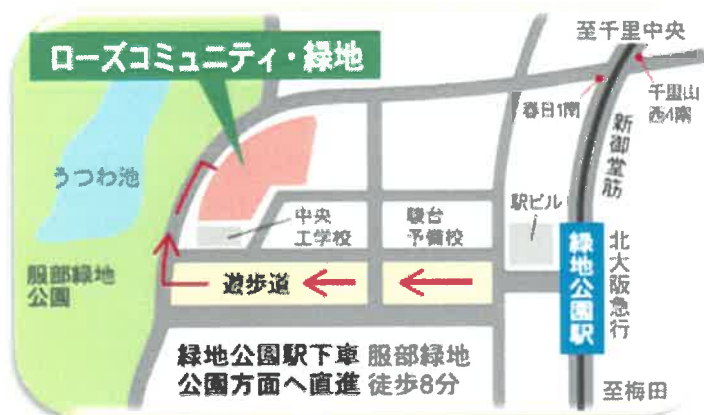 至千里中央
ローズコミュニティ・緑地
千里山
西4南
春日1南
新御堂筋
うつわ池
中央
工学校
駿台
予備校
駅ビル
緑地公園駅
北大阪急行
服部緑地
公園
遊歩道
緑地公園駅下車 服部緑地
公園方面へ直進 徒歩8分
至梅田